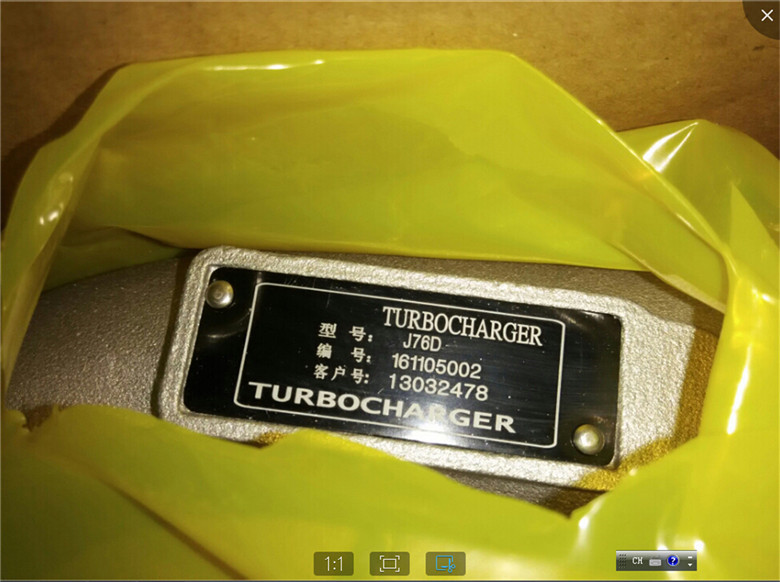 TURBOCHARGER
型 号: J76D
编 号: 161105002
客户号: 13032478
TURBOCHARGER
1:1
CH
?